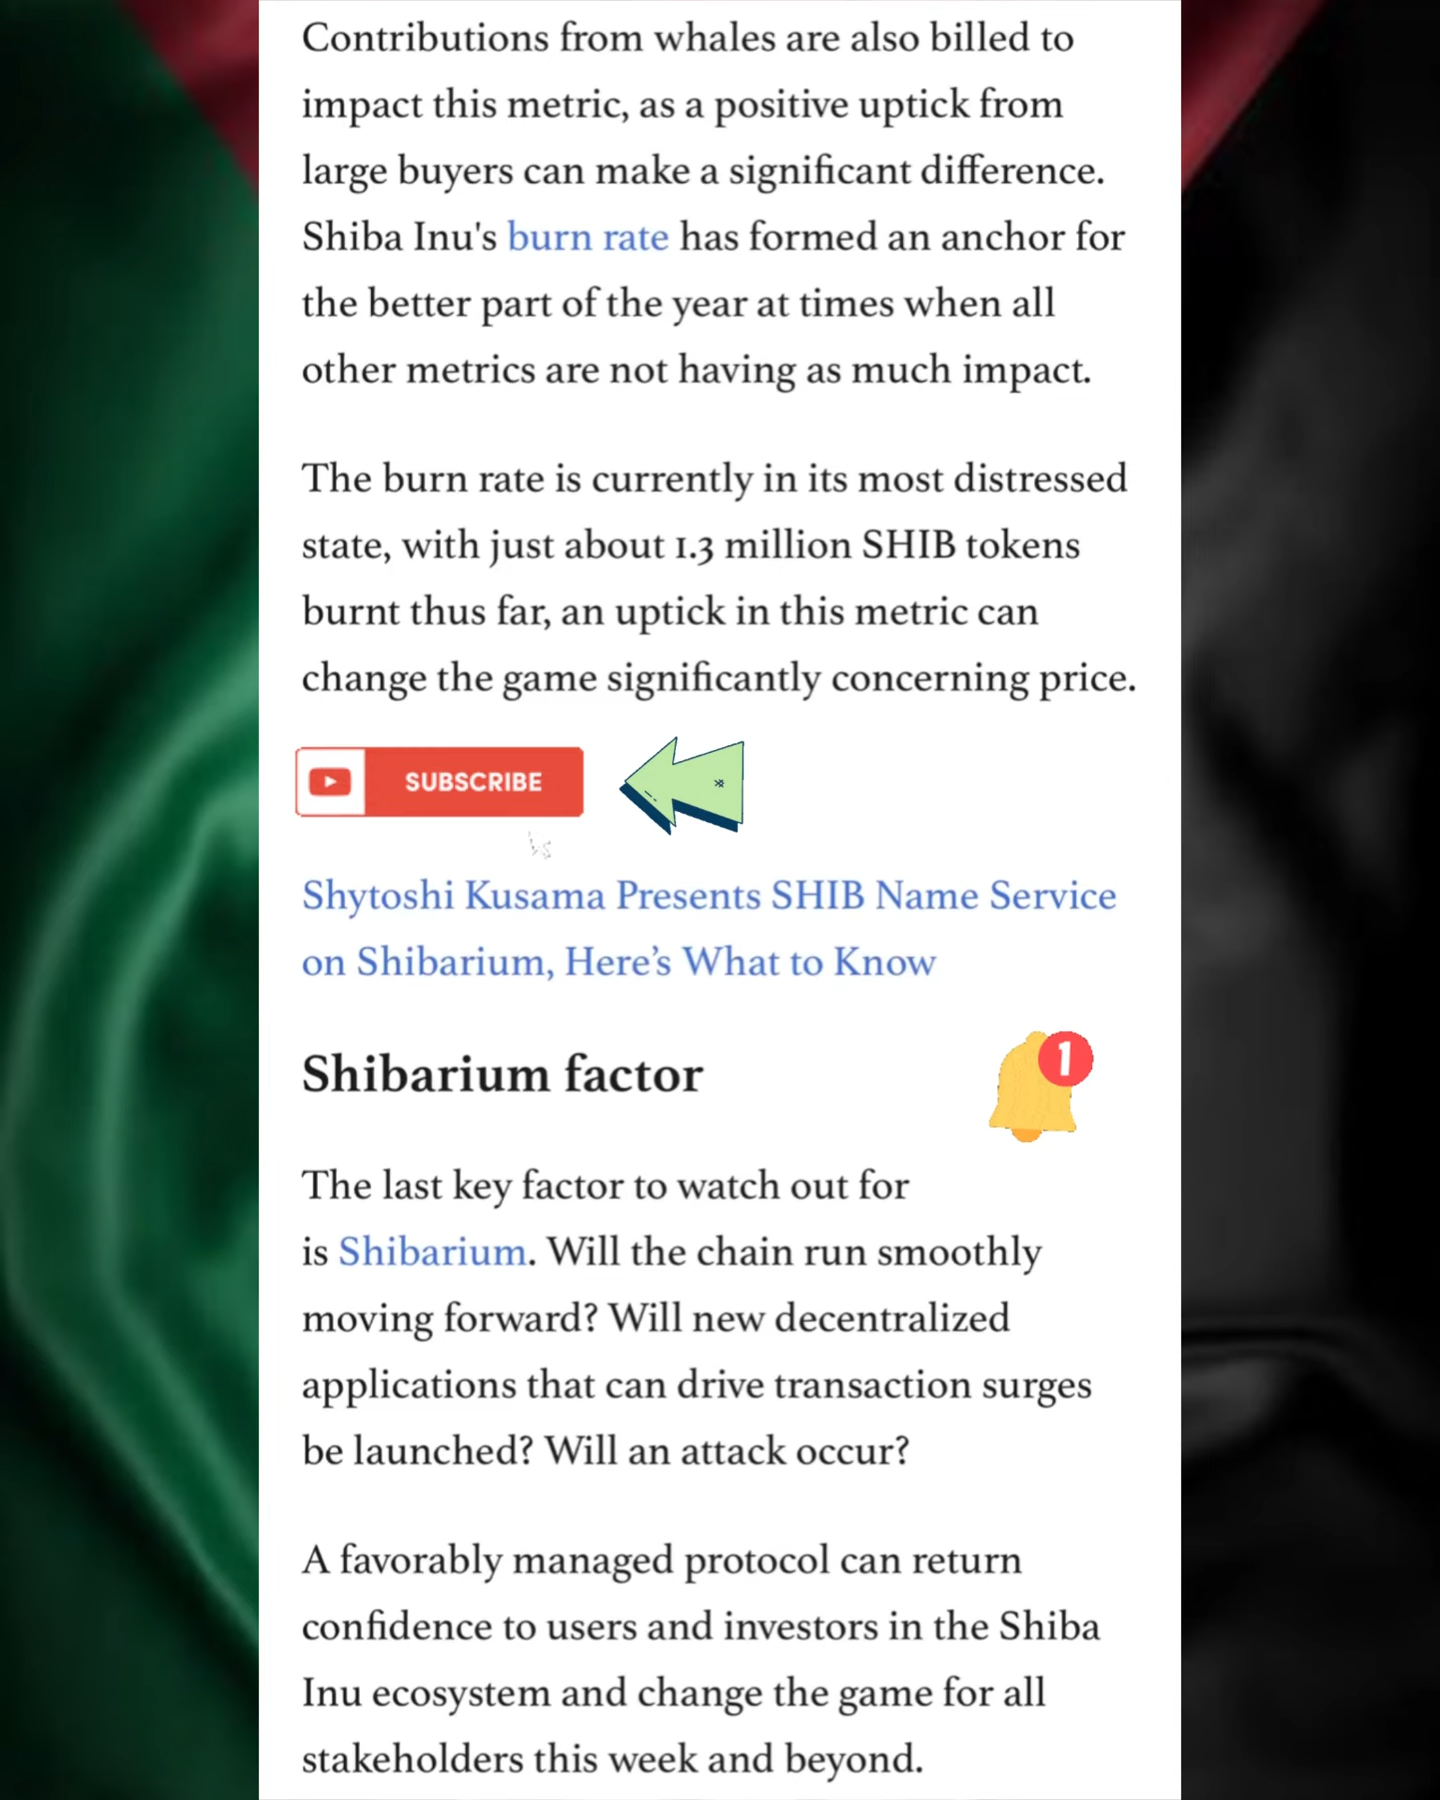 Contributions from whales are also billed to
impact this metric, as a positive uptick from
large buyers can make a significant difference.
Shiba Inu's burn rate has formed an anchor for
the better part of the year at times when all
other metrics are not having as much impact.
The burn rate is currently in its most distressed
state, with just about 1.3 million SHIB tokens
burnt thus far, an uptick in this metric can
change the game significantly concerning price.
SUBSCRIBE
Shytoshi Kusama Presents SHIB Name Service
on Shibarium, Here’s What to Know
Shibarium factor
1
The last key factor to watch out for
is Shibarium. Will the chain run smoothly
moving forward? Will new decentralized
applications that can drive transaction surges
be launched? Will an attack occur?
A favorably managed protocol can return
confidence to users and investors in the Shiba
Inu ecosystem and change the game for all
stakeholders this week and beyond.